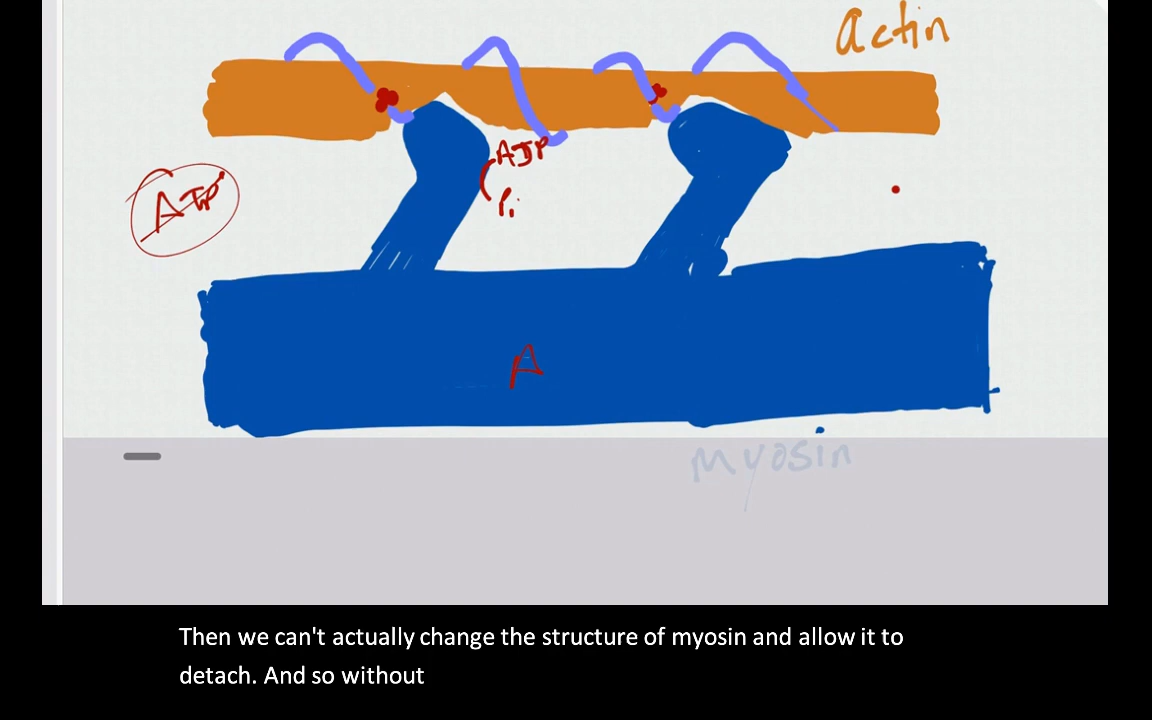 actin
ATP
ATP
Pi
A
myosin
Then we can't actually change the structure of myosin and allow it to
detach. And so without